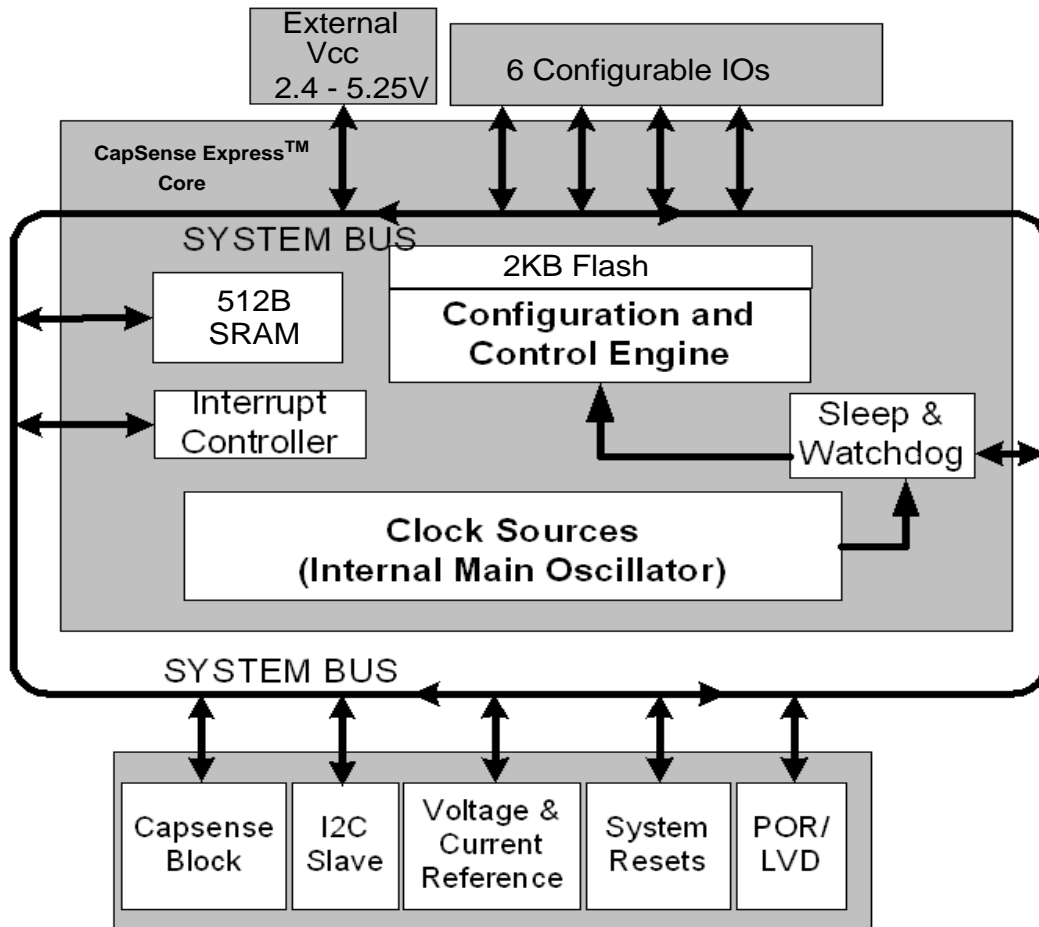 External
Vcc
2.4 - 5.25V
6 Configurable IOs
CapSense Express™
Core
SYSTEM BUS
2KB Flash
512B
SRAM
Configuration and
Control Engine
Interrupt
Controller
Sleep &
Watchdog
Clock Sources
(Internal Main Oscillator)
SYSTEM BUS
Capsense
Block
I2C
Slave
Voltage &
Current
Reference
System
Resets
POR/
LVD